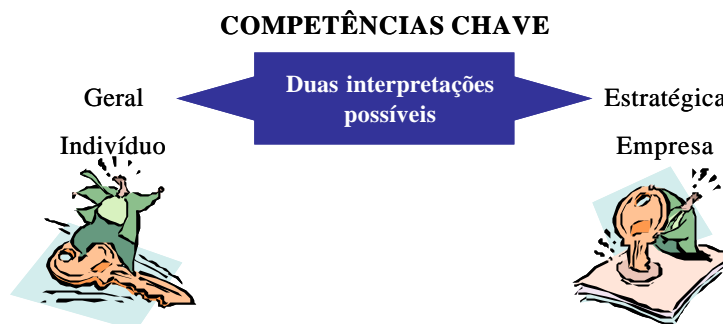 COMPETÊNCIAS CHAVE
Duas interpretações
possíveis
Geral
Indivíduo
Estratégica
Empresa